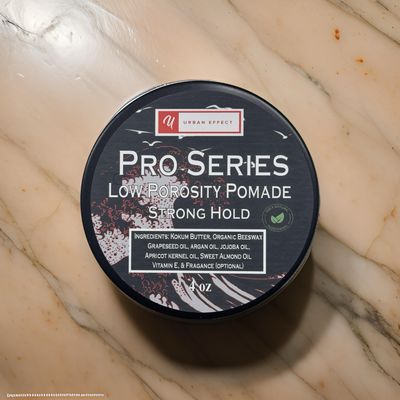 URBAN EFFECT
PRO SERIES
LOW POROSITY POMADE
STRONG HOLD
INGREDIENTS: KOKUM BUTTER, ORGANIC BEESWAX
GRAPESEED OIL, ARGAN OIL, JOJOBA OIL,
APRICOT KERNEL OIL, SWEET ALMOND OIL
VITAMIN E, & FRAGANCE (OPTIONAL)
4 OZ